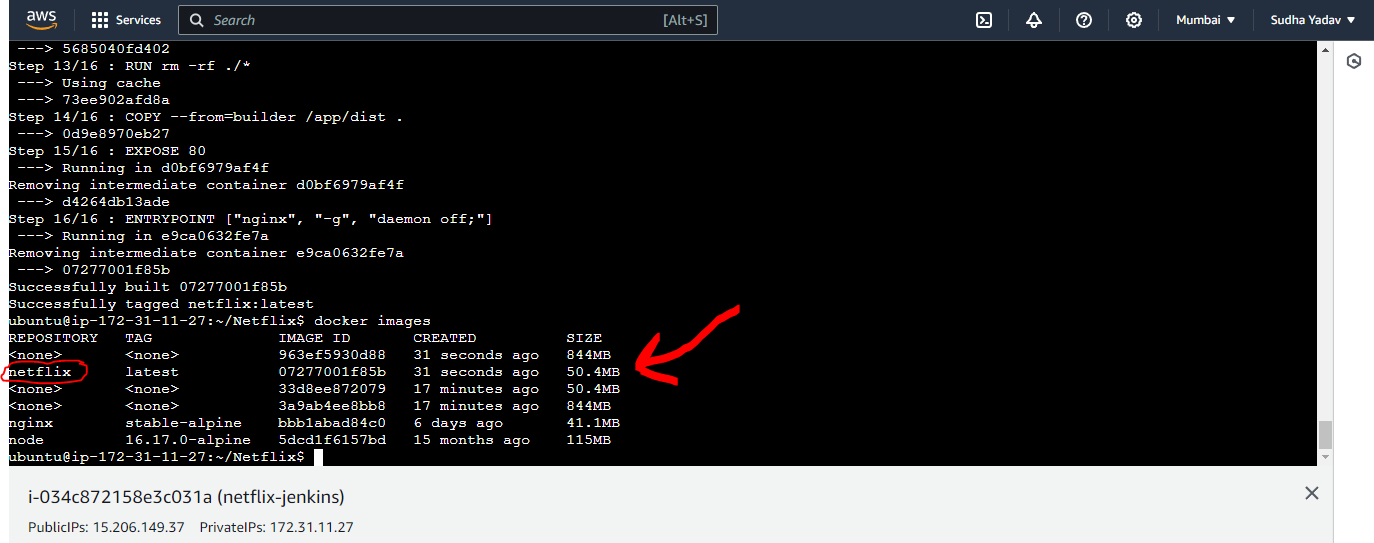 aws Services Search [Alt+S] Mumbai Sudha Yadav
---> 5685040fd402
Step 13/16 : RUN rm -rf ./*
---> Using cache
---> 73ee902afd8a
Step 14/16 : COPY --from=builder /app/dist .
---> 0d9e8970eb27
Step 15/16 : EXPOSE 80
---> Running in d0bf6979af4f
Removing intermediate container d0bf6979af4f
---> d4264db13ade
Step 16/16 : ENTRYPOINT ["nginx", "-g", "daemon off;"]
---> Running in e9ca0632fe7a
Removing intermediate container e9ca0632fe7a
---> 07277001f85b
Successfully built 07277001f85b
Successfully tagged netflix:latest
ubuntu@ip-172-31-11-27:~/Netflix$ docker images
REPOSITORY TAG IMAGE ID CREATED SIZE
<none> <none> 963ef5930d88 31 seconds ago 844MB
netflix latest 07277001f85b 31 seconds ago 50.4MB
<none> <none> 33d8ee872079 17 minutes ago 50.4MB
<none> <none> 3a9ab4ee8bb8 17 minutes ago 844MB
nginx stable-alpine bbb1abad84c0 6 days ago 41.1MB
node 16.17.0-alpine 5dcd1f6157bd 15 months ago 115MB
ubuntu@ip-172-31-11-27:~/Netflix$
i-034c872158e3c031a (netflix-jenkins)
PublicIPs: 15.206.149.37 PrivateIPs: 172.31.11.27